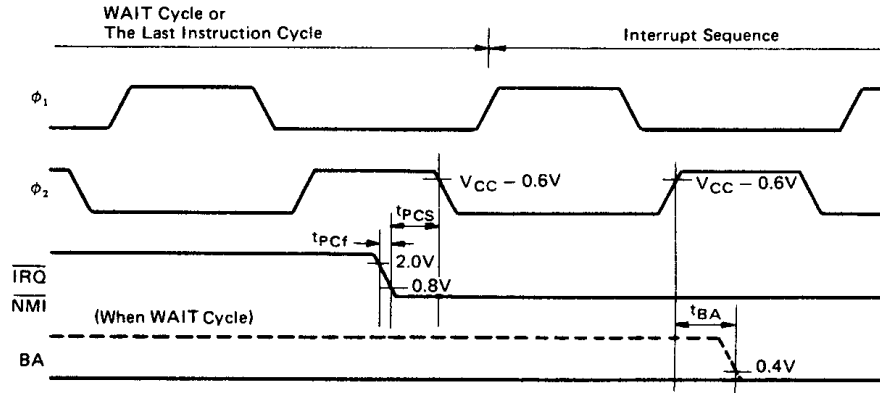 WAIT Cycle or
The Last Instruction Cycle
Interrupt Sequence
ϕ₁
ϕ₂
VCC – 0.6V
VCC – 0.6V
tPCS
tPCf
2.0V
IRQ
0.8V
NMI
(When WAIT Cycle)
tBA
BA
0.4V